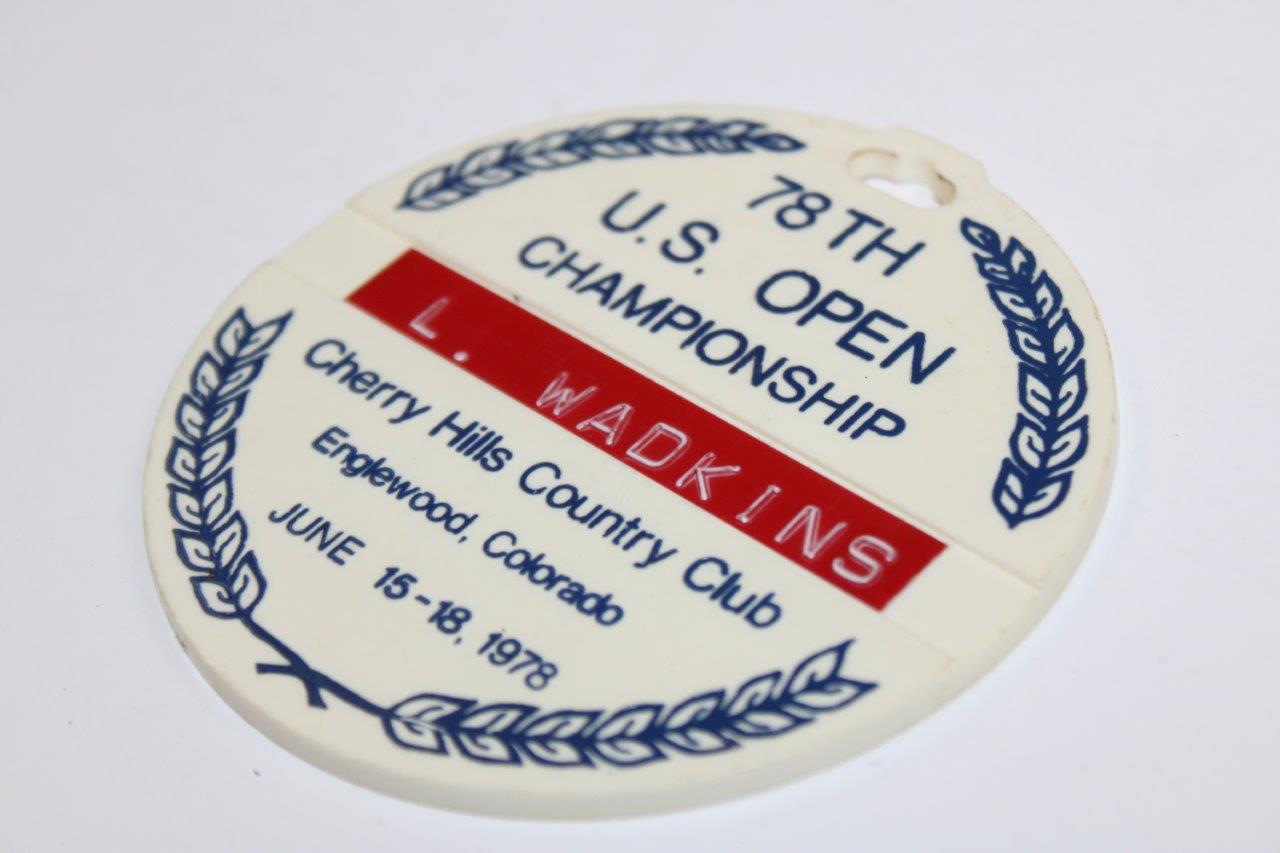 78TH
U.S. OPEN
CHAMPIONSHIP
L. WADKINS
Cherry Hills Country Club
Englewood, Colorado
JUNE 15-18, 1978